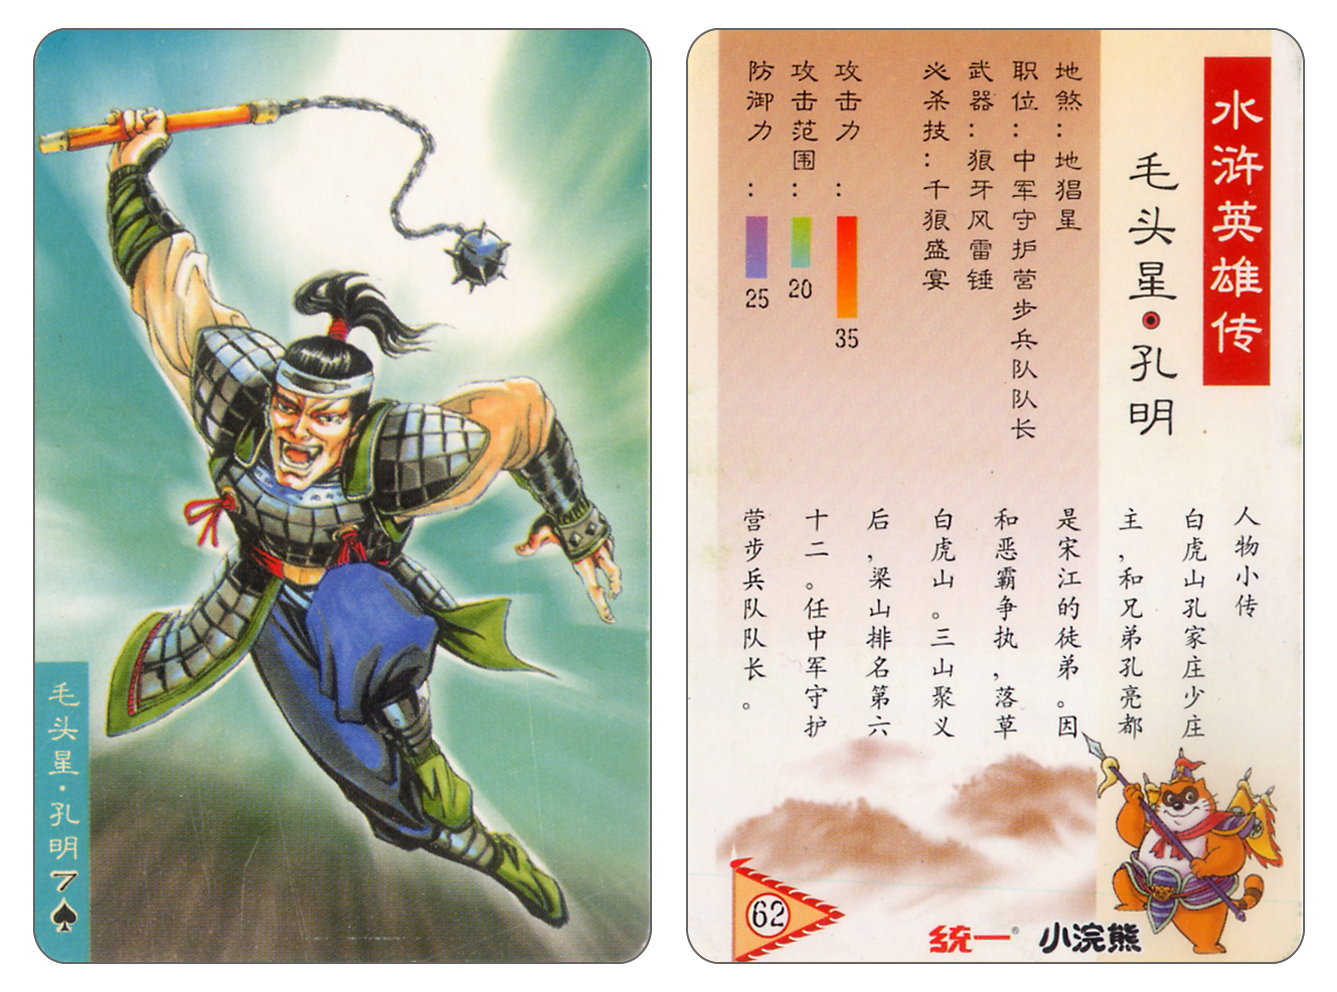 毛头星·孔明
7♠
水浒英雄传
毛头星·孔明
地煞：地猖星
职位：中军守护营步兵队队长
武器：狼牙风雷锤
必杀技：千狼盛宴
攻击力：
35
攻击范围：
20
防御力：
25
人物小传
白虎山孔家庄少庄
主，和兄弟孔亮都
是宋江的徒弟。因
和恶霸争执，落草
白虎山。三山聚义
后，梁山排名第六
十二。任中军守护
营步兵队队长。
62
统一®
小浣熊